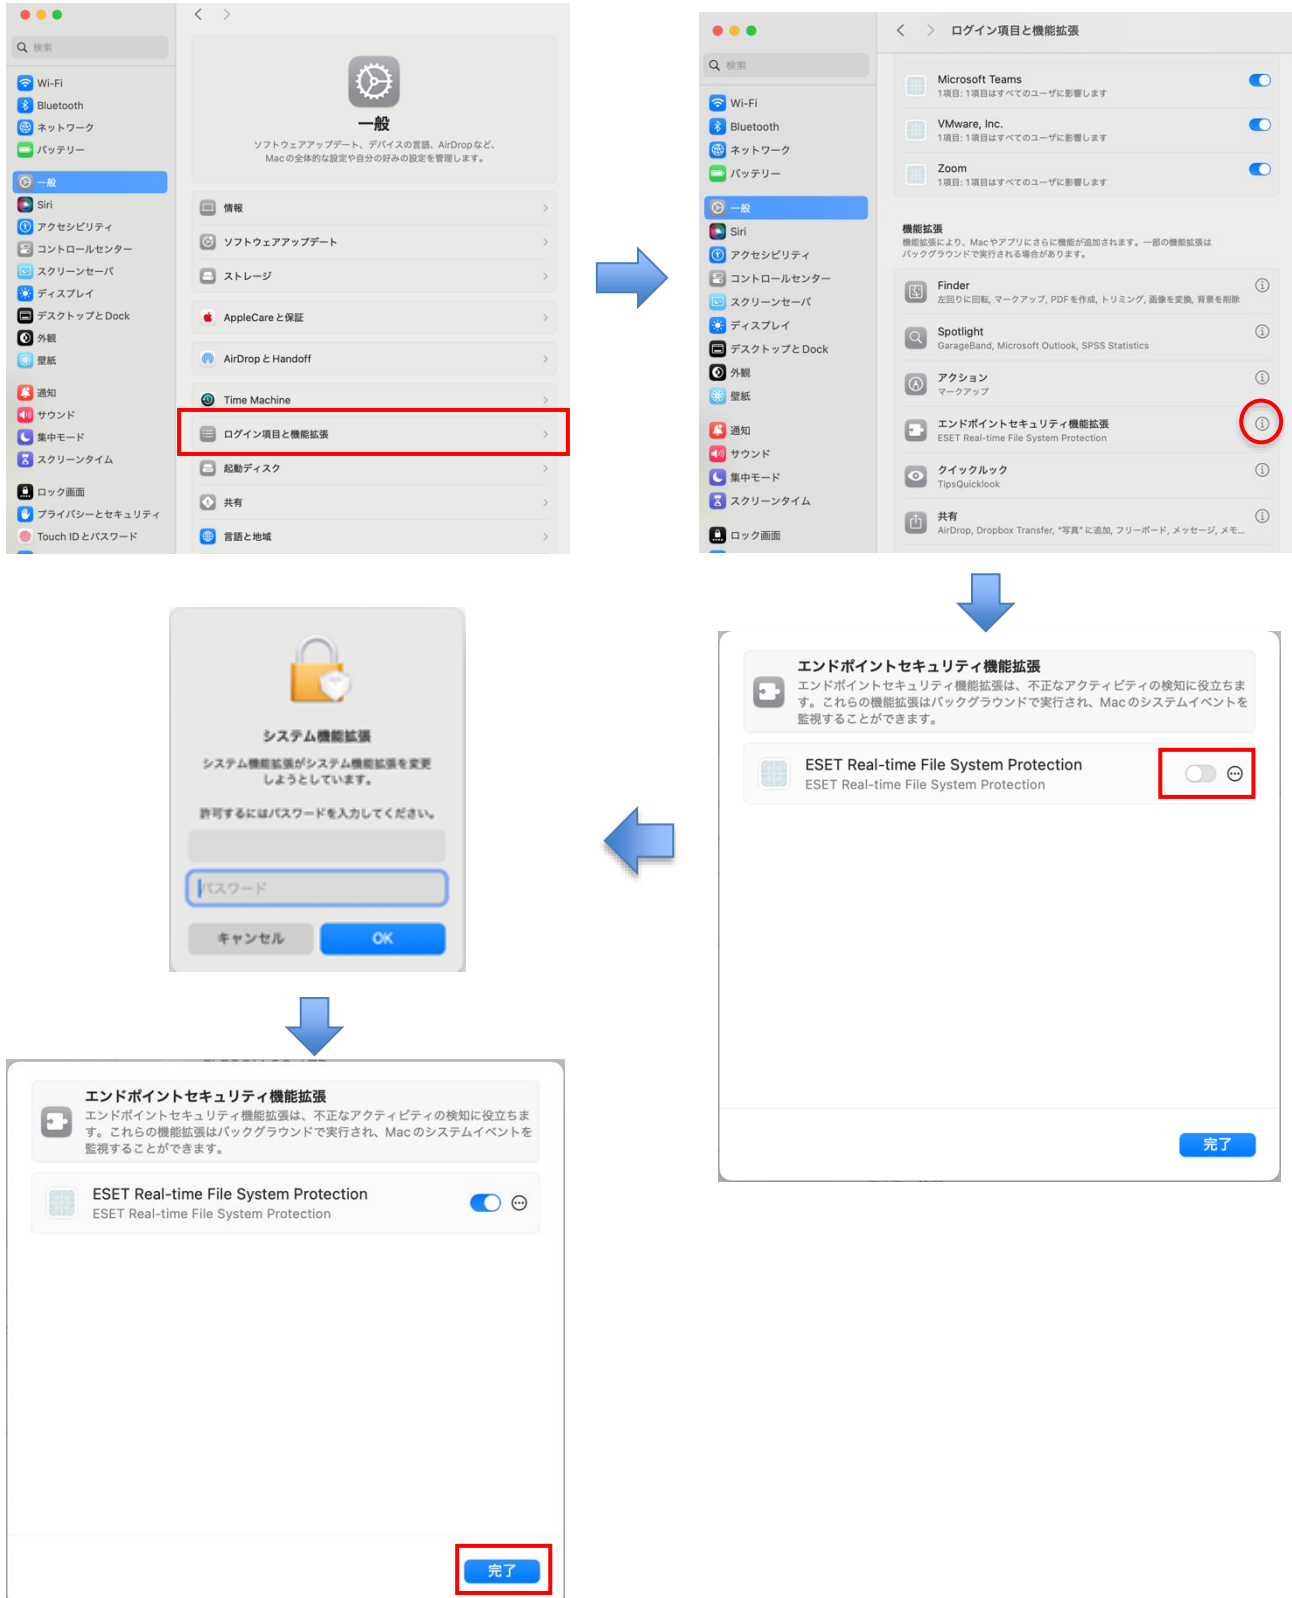 検索
Wi-Fi
Bluetooth
ネットワーク
バッテリー
一般
Siri
アクセシビリティ
コントロールセンター
スクリーンセーバ
ディスプレイ
デスクトップとDock
外観
壁紙
通知
サウンド
集中モード
スクリーンタイム
ロック画面
プライバシーとセキュリティ
Touch IDとパスワード
一般
ソフトウェアアップデート、デバイスの言語、AirDropなど、
Macの全体的な設定や自分の好みの設定を管理します。
情報
ソフトウェアアップデート
ストレージ
AppleCareと保証
AirDropとHandoff
Time Machine
ログイン項目と機能拡張
起動ディスク
共有
言語と地域
検索
Wi-Fi
Bluetooth
ネットワーク
バッテリー
一般
Siri
アクセシビリティ
コントロールセンター
スクリーンセーバ
ディスプレイ
デスクトップとDock
外観
壁紙
通知
サウンド
集中モード
スクリーンタイム
ロック画面
ログイン項目と機能拡張
Microsoft Teams
1項目: 1項目はすべてのユーザに影響します
VMware, Inc.
1項目: 1項目はすべてのユーザに影響します
Zoom
1項目: 1項目はすべてのユーザに影響します
機能拡張
機能拡張により、Macやアプリにさらに機能が追加されます。一部の機能拡張は
バックグラウンドで実行される場合があります。
Finder
左回りに回転, マークアップ, PDFを作成, トリミング, 画像を変換, 背景を削除
Spotlight
GarageBand, Microsoft Outlook, SPSS Statistics
アクション
マークアップ
エンドポイントセキュリティ機能拡張
ESET Real-time File System Protection
クイックルック
TipsQuicklook
共有
AirDrop, Dropbox Transfer, "写真"に追加, フリーボード, メッセージ, メモ...
エンドポイントセキュリティ機能拡張
エンドポイントセキュリティ機能拡張は、不正なアクティビティの検知に役立ちま
す。これらの機能拡張はバックグラウンドで実行され、Macのシステムイベントを
監視することができます。
ESET Real-time File System Protection
ESET Real-time File System Protection
完了
システム機能拡張
システム機能拡張がシステム機能拡張を変更
しようとしています。
許可するにはパスワードを入力してください。
パスワード
キャンセル
OK
エンドポイントセキュリティ機能拡張
エンドポイントセキュリティ機能拡張は、不正なアクティビティの検知に役立ちま
す。これらの機能拡張はバックグラウンドで実行され、Macのシステムイベントを
監視することができます。
ESET Real-time File System Protection
ESET Real-time File System Protection
完了